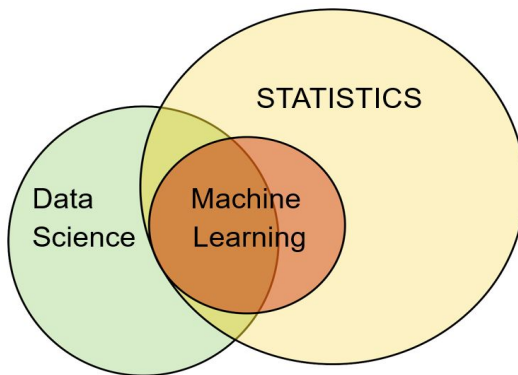 STATISTICS
Data
Science
Machine
Learning